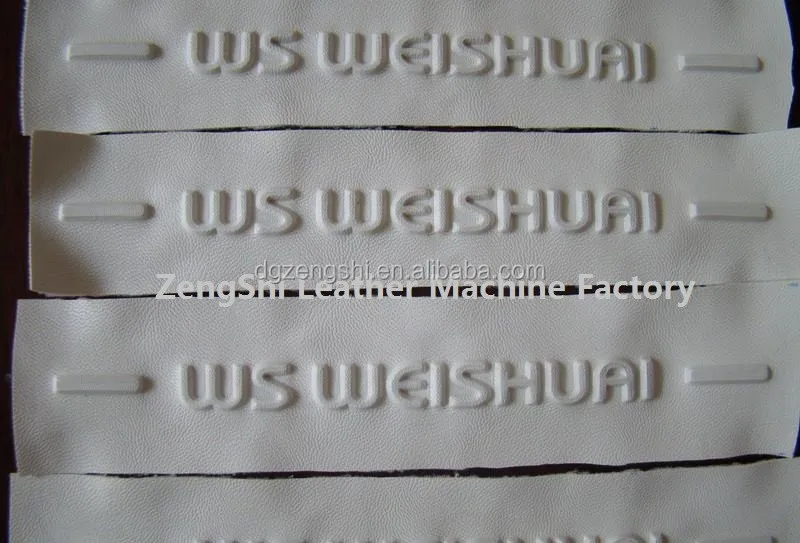 WS WEISHUAI
WS WEISHUAI
dgzengshi.en.alibaba.com
ZengShi Leather Machine Factory
WS WEISHUAI